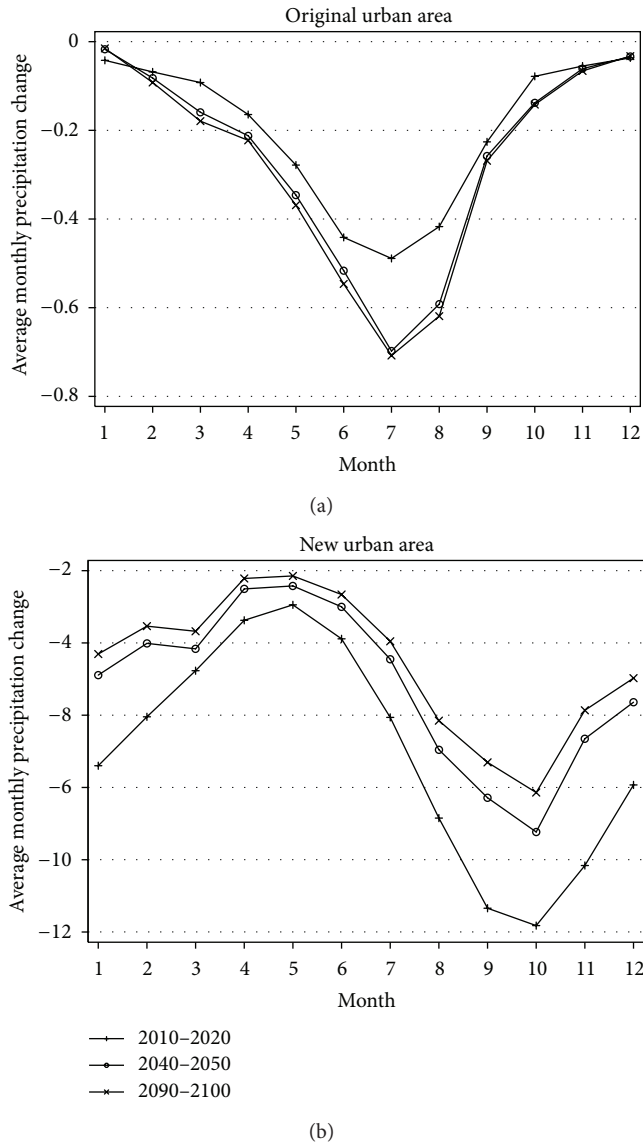 Original urban area
Average monthly precipitation change
0
−0.2
−0.4
−0.6
−0.8
1 2 3 4 5 6 7 8 9 10 11 12
Month
(a)
New urban area
Average monthly precipitation change
−2
−4
−8
−6
−10
−12
1 2 3 4 5 6 7 8 9 10 11 12
Month
2010–2020
2040–2050
2090–2100
(b)